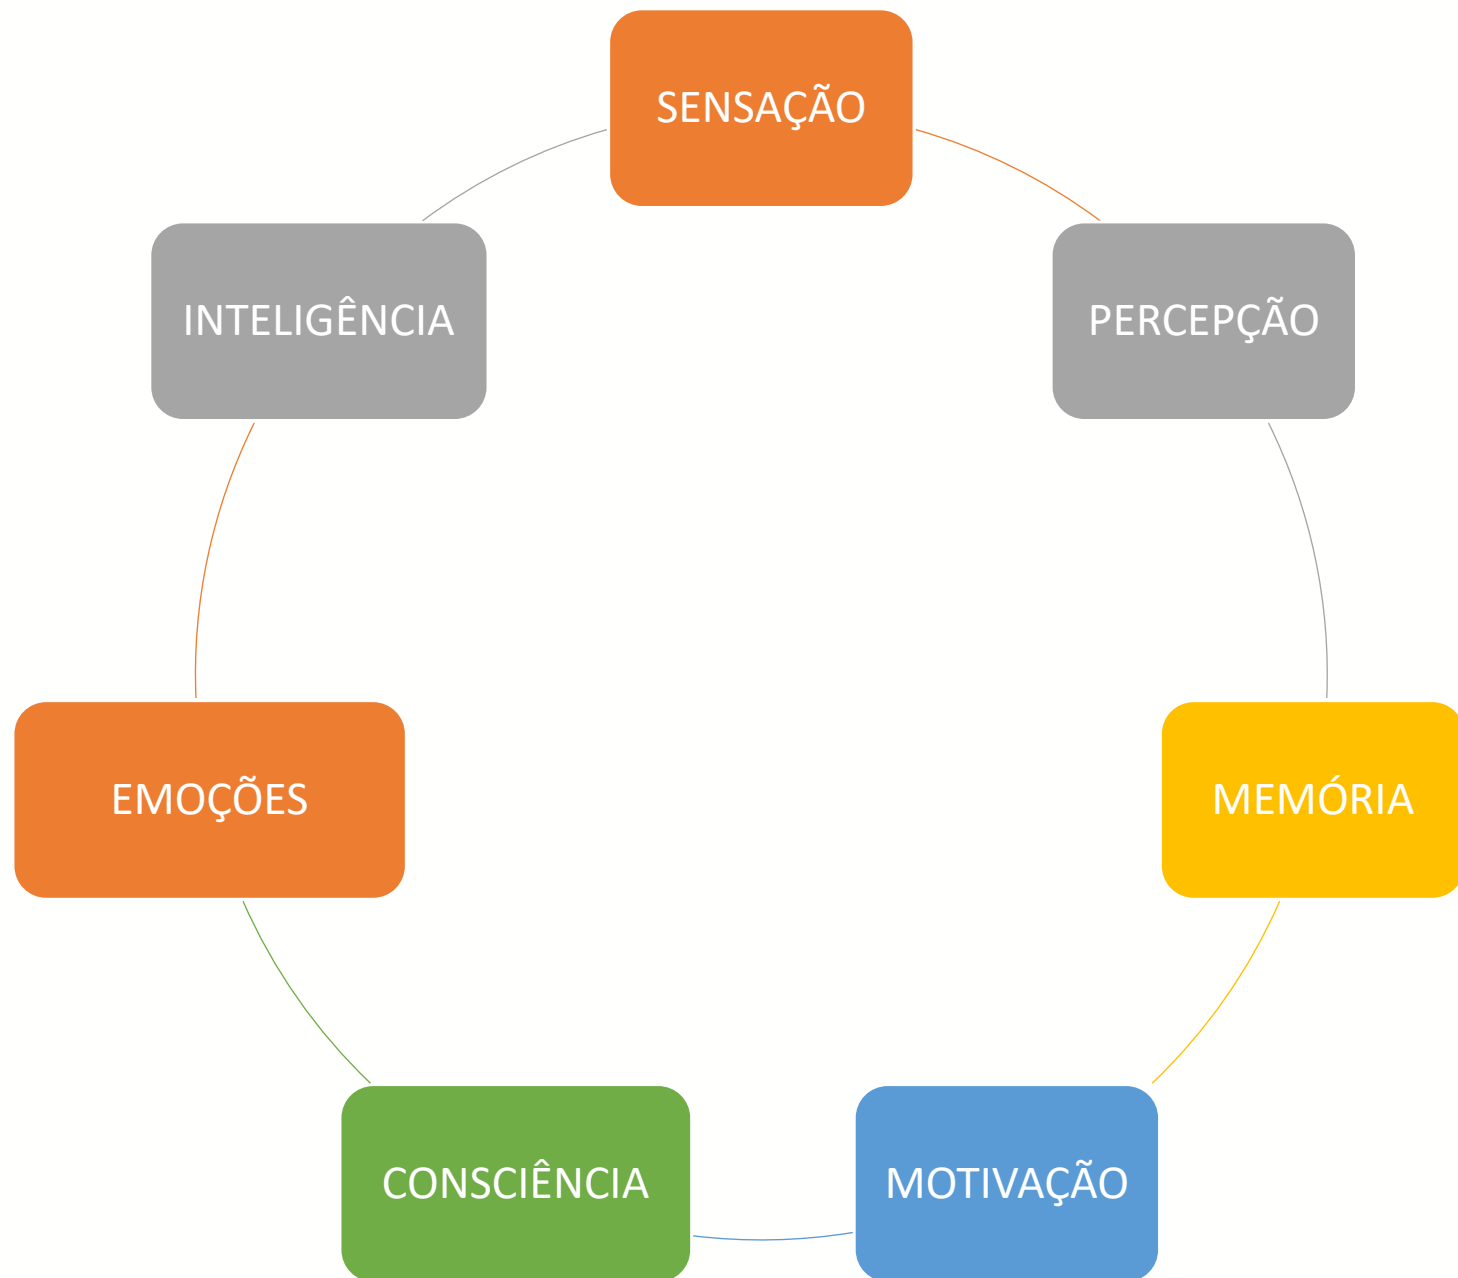 SENSAÇÃO
PERCEPÇÃO
MEMÓRIA
MOTIVAÇÃO
CONSCIÊNCIA
EMOÇÕES
INTELIGÊNCIA